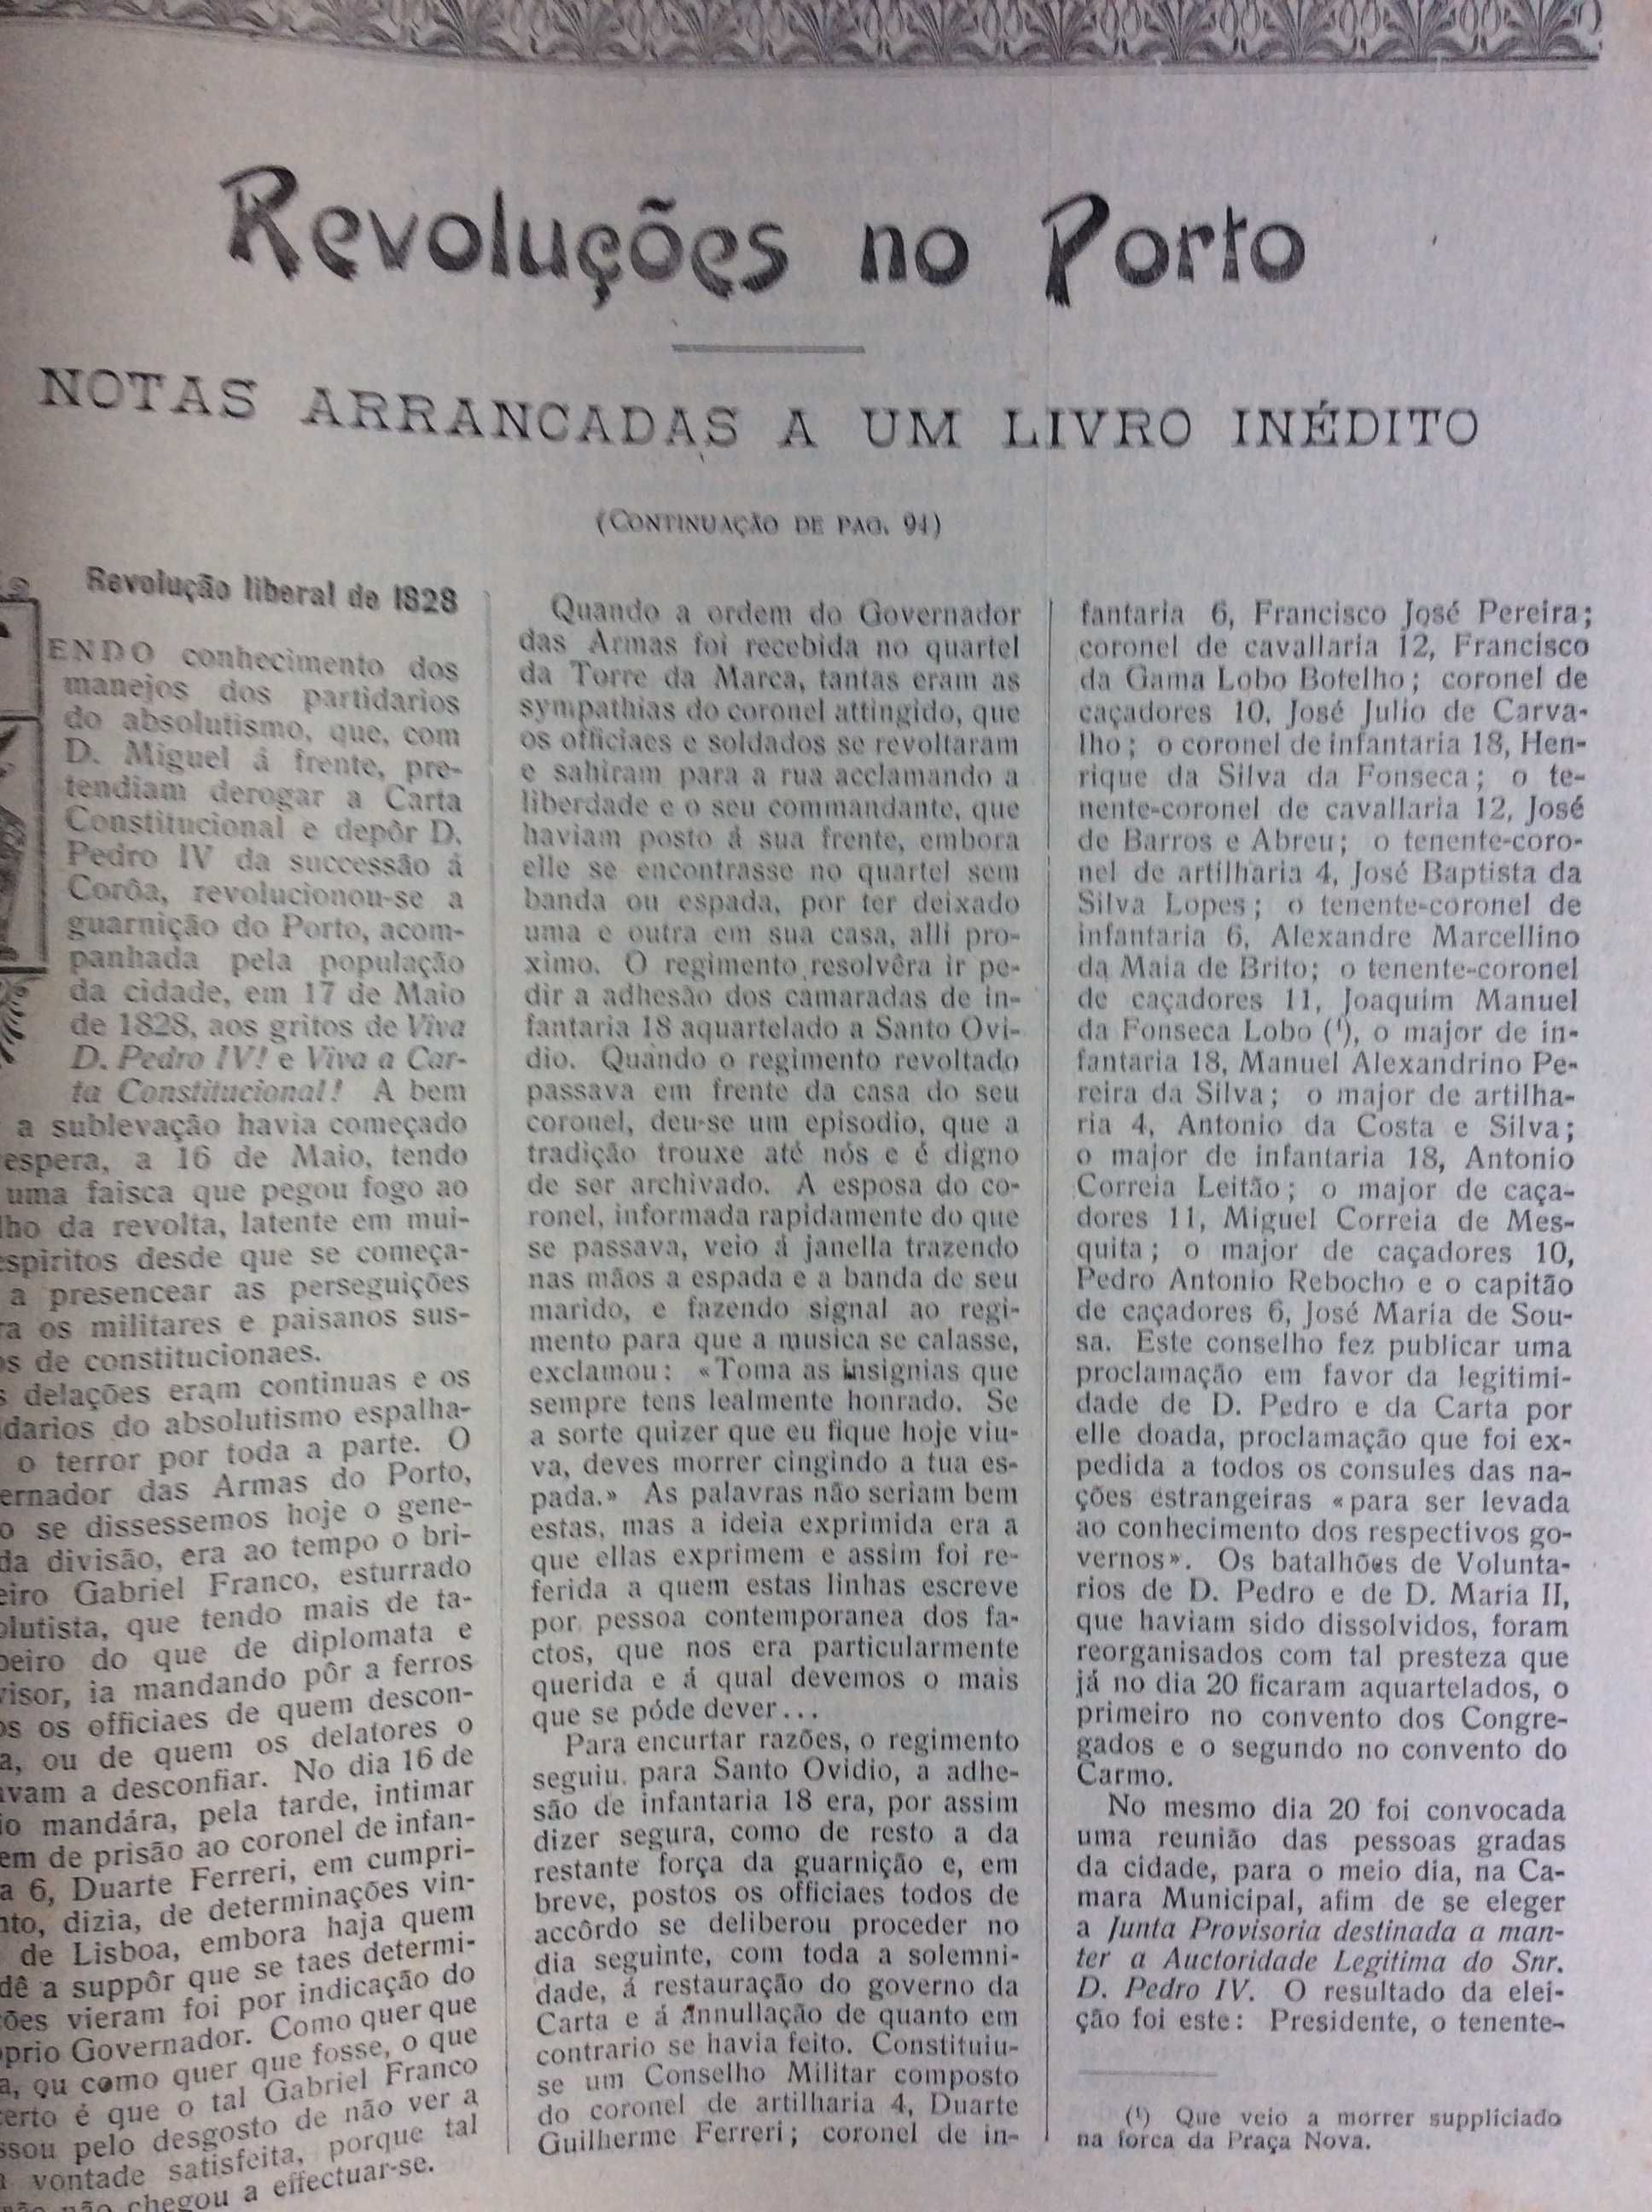 Revoluções no Porto
NOTAS ARRANCADAS A UM LIVRO INÉDITO
(CONTINUAÇÃO DE PAG. 94)
Revolução liberal de 1828
ENDO conhecimento dos
manejos dos partidarios
do absolutismo, que, com
D. Miguel á frente, pre-
tendiam derogar a Carta
Constitucional e depôr D.
Pedro IV da successão á
Corôa, revolucionou-se a
guarnição do Porto, acom-
panhada pela população
da cidade, em 17 de Maio
de 1828, aos gritos de Viva
D. Pedro IV! e Viva a Car-
ta Constitucional! A bem
a sublevação havia começado
espera, a 16 de Maio, tendo
uma faisca que pegou fogo ao
lho da revolta, latente em mui-
espiritos desde que se começa-
a presencear as perseguições
ra os militares e paisanos sus-
os de constitucionaes.
s delações eram continuas e os
darios do absolutismo espalha-
o terror por toda a parte. O
ernador das Armas do Porto,
o se dissessemos hoje o gene-
da divisão, era ao tempo o bri-
eiro Gabriel Franco, esturrado
olutista, que tendo mais de ta-
beiro do que de diplomata e
visor, ia mandando pôr a ferros
os os officiaes de quem descon-
a, ou de quem os delatores o
avam a desconfiar. No dia 16 de
io mandára, pela tarde, intimar
em de prisão ao coronel de infan-
a 6, Duarte Ferreri, em cumpri-
nto, dizia, de determinações vin-
de Lisboa, embora haja quem
dê a suppôr que se taes determi-
ções vieram foi por indicação do
oprio Governador. Como quer que
a, ou como quer que fosse, o que
certo é que o tal Gabriel Franco
ssou pelo desgosto de não ver a
a vontade satisfeita, porque tal
não chegou a effectuar-se.
Quando a ordem do Governador
das Armas foi recebida no quartel
da Torre da Marca, tantas eram as
sympathias do coronel attingido, que
os officiaes e soldados se revoltaram
e sahiram para a rua acclamando a
liberdade e o seu commandante, que
haviam posto á sua frente, embora
elle se encontrasse no quartel sem
banda ou espada, por ter deixado
uma e outra em sua casa, alli pro-
ximo. O regimento resolvêra ir pe-
dir a adhesão dos camaradas de in-
fantaria 18 aquartelado a Santo Ovi-
dio. Quando o regimento revoltado
passava em frente da casa do seu
coronel, deu-se um episodio, que a
tradição trouxe até nós e é digno
de ser archivado. A esposa do co-
ronel, informada rapidamente do que
se passava, veio á janella trazendo
nas mãos a espada e a banda de seu
marido, e fazendo signal ao regi-
mento para que a musica se calasse,
exclamou: «Toma as insignias que
sempre tens lealmente honrado. Se
a sorte quizer que eu fique hoje viu-
va, deves morrer cingindo a tua es-
pada.» As palavras não seriam bem
estas, mas a ideia exprimida era a
que ellas exprimem e assim foi re-
ferida a quem estas linhas escreve
por pessoa contemporanea dos fa-
ctos, que nos era particularmente
querida e á qual devemos o mais
que se póde dever...
Para encurtar razões, o regimento
seguiu para Santo Ovidio, a adhe-
são de infantaria 18 era, por assim
dizer segura, como de resto a da
restante força da guarnição e, em
breve, postos os officiaes todos de
accôrdo se deliberou proceder no
dia seguinte, com toda a solemni-
dade, á restauração do governo da
Carta e á annullação de quanto em
contrario se havia feito. Constituiu-
se um Conselho Militar composto
do coronel de artilharia 4, Duarte
Guilherme Ferreri; coronel de in-
fantaria 6, Francisco José Pereira;
coronel de cavallaria 12, Francisco
da Gama Lobo Botelho; coronel de
caçadores 10, José Julio de Carva-
lho; o coronel de infantaria 18, Hen-
rique da Silva da Fonseca; o te-
nente-coronel de cavallaria 12, José
de Barros e Abreu; o tenente-coro-
nel de artilharia 4, José Baptista da
Silva Lopes; o tenente-coronel de
infantaria 6, Alexandre Marcellino
da Maia de Brito; o tenente-coronel
de caçadores 11, Joaquim Manuel
da Fonseca Lobo (¹), o major de in-
fantaria 18, Manuel Alexandrino Pe-
reira da Silva; o major de artilha-
ria 4, Antonio da Costa e Silva;
o major de infantaria 18, Antonio
Correia Leitão; o major de caça-
dores 11, Miguel Correia de Mes-
quita; o major de caçadores 10,
Pedro Antonio Rebocho e o capitão
de caçadores 6, José Maria de Sou-
sa. Este conselho fez publicar uma
proclamação em favor da legitimi-
dade de D. Pedro e da Carta por
elle doada, proclamação que foi ex-
pedida a todos os consules das na-
ções estrangeiras «para ser levada
ao conhecimento dos respectivos go-
vernos». Os batalhões de Volunta-
rios de D. Pedro e de D. Maria II,
que haviam sido dissolvidos, foram
reorganisados com tal presteza que
já no dia 20 ficaram aquartelados, o
primeiro no convento dos Congre-
gados e o segundo no convento do
Carmo.
No mesmo dia 20 foi convocada
uma reunião das pessoas gradas
da cidade, para o meio dia, na Ca-
mara Municipal, afim de se eleger
a Junta Provisoria destinada a man-
ter a Auctoridade Legitima do Snr.
D. Pedro IV. O resultado da elei-
ção foi este: Presidente, o tenente-
(¹) Que veio a morrer suppliciado
na forca da Praça Nova.